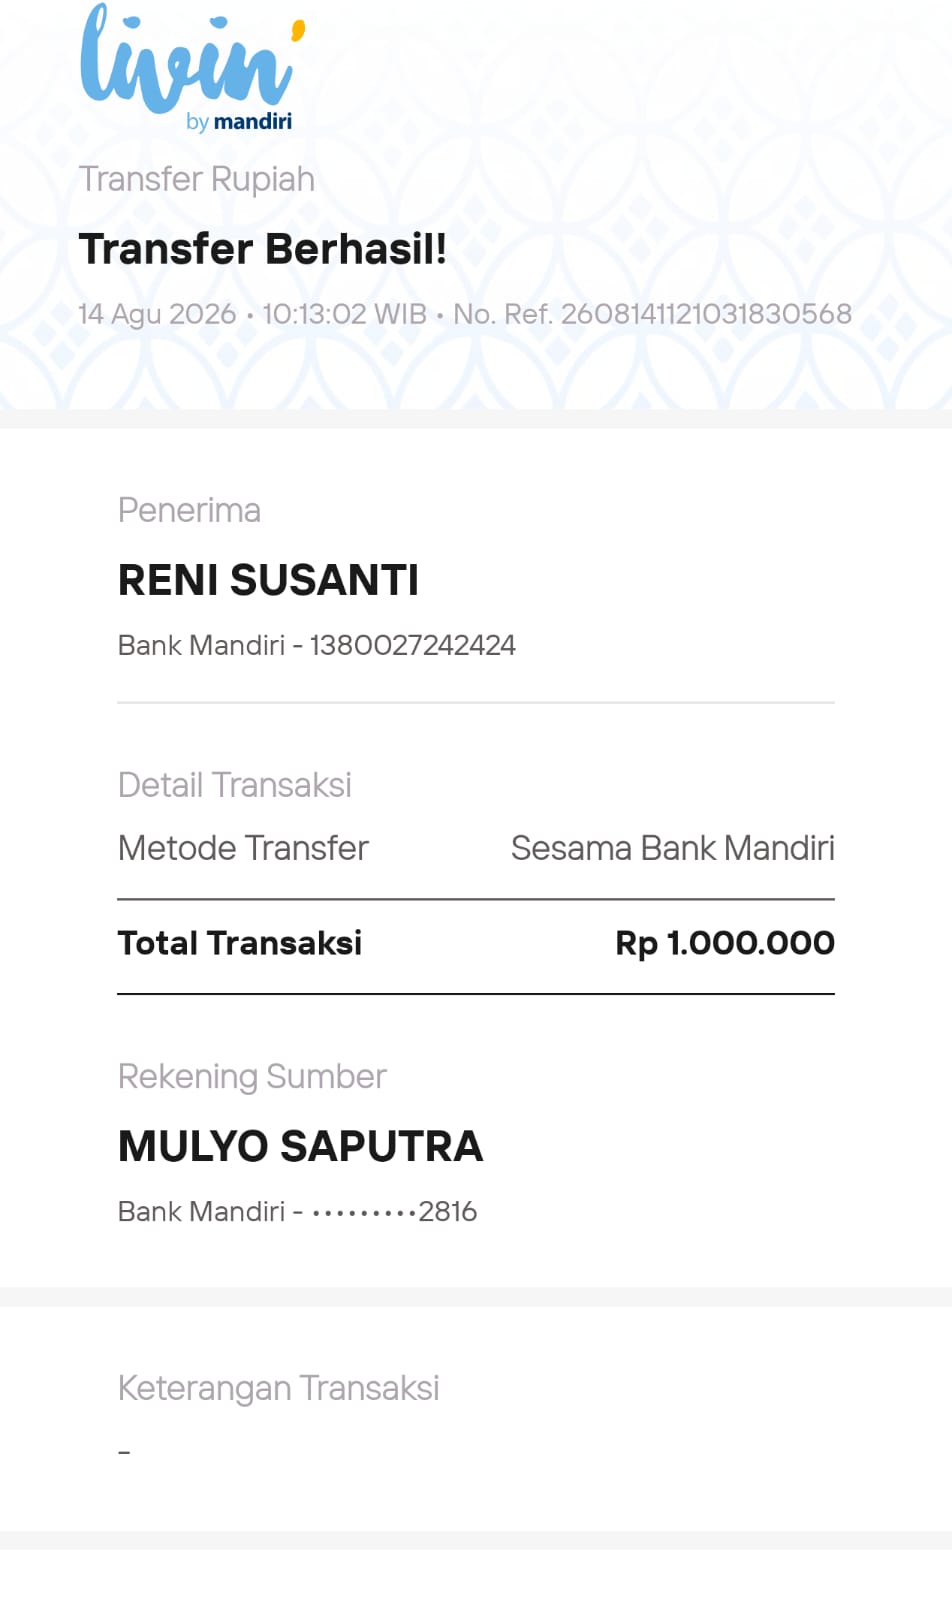 livin'
by mandiri
Transfer Rupiah
Transfer Berhasil!
14 Agu 2026 • 10:13:02 WIB • No. Ref. 2608141121031830568
Penerima
RENI SUSANTI
Bank Mandiri - 1380027242424
Detail Transaksi
Metode Transfer Sesama Bank Mandiri
Total Transaksi Rp 1.000.000
Rekening Sumber
MULYO SAPUTRA
Bank Mandiri - •••••••••2816
Keterangan Transaksi
-